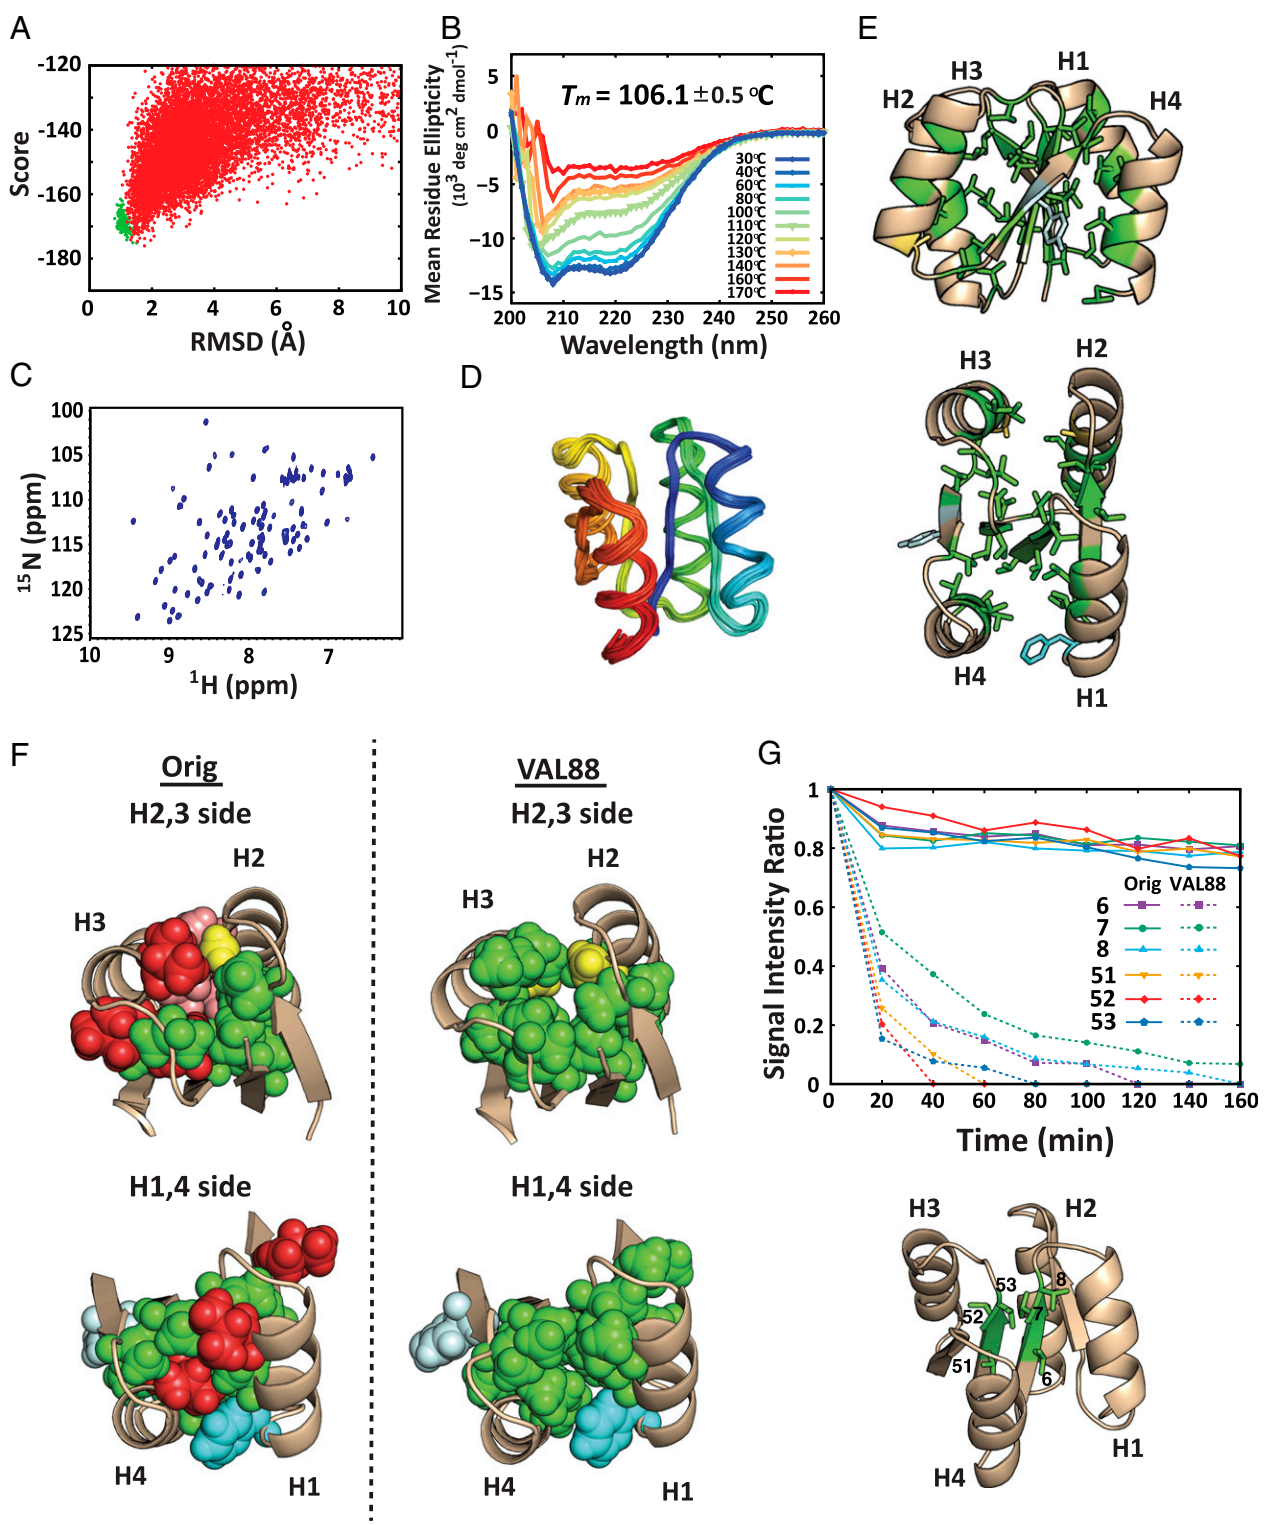 A
-120
-140
-160
-180
Score
0
2
4
6
8
10
RMSD (Å)
B
Mean Residue Ellipticity
(10³ deg cm² dmol⁻¹)
5
0
−5
−10
−15
Tm = 106.1 ± 0.5 °C
30°C
40°C
60°C
80°C
100°C
110°C
120°C
130°C
140°C
160°C
170°C
200
210
220
230
240
250
260
Wavelength (nm)
C
100
105
110
115
120
125
¹⁵N (ppm)
10
9
8
7
¹H (ppm)
D
E
H3
H1
H2
H4
H3
H2
H4
H1
F
Orig
H2,3 side
H2
H3
VAL88
H2,3 side
H2
H3
H1,4 side
H4
H1
H1,4 side
H4
H1
G
Signal Intensity Ratio
1
0.8
0.6
0.4
0.2
0
Orig VAL88
6
7
8
51
52
53
0
20
40
60
80
100
120
140
160
Time (min)
H3
H2
53
8
52
7
51
6
H1
H4